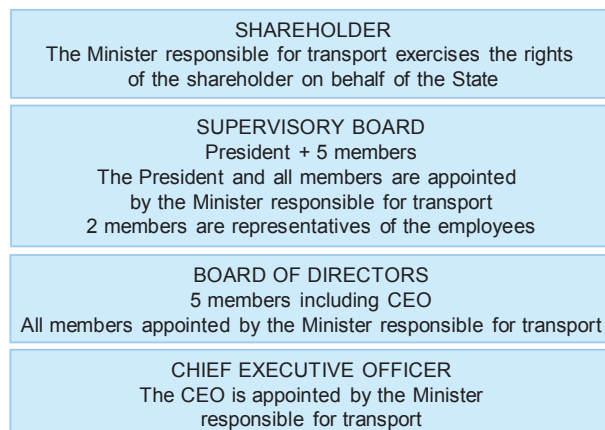 SHAREHOLDER
The Minister responsible for transport exercises the rights
of the shareholder on behalf of the State
SUPERVISORY BOARD
President + 5 members
The President and all members are appointed
by the Minister responsible for transport
2 members are representatives of the employees
BOARD OF DIRECTORS
5 members including CEO
All members appointed by the Minister responsible for transport
CHIEF EXECUTIVE OFFICER
The CEO is appointed by the Minister
responsible for transport